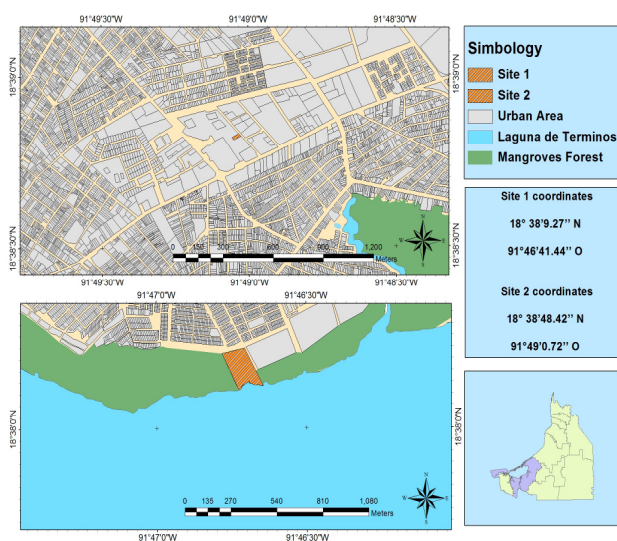 91°49'30"W 91°49'0"W 91°48'30"W
18°39'0"N
18°39'0"N
18°38'30"N
18°38'30"N
0 150 300 600 900 1,200
Meters
N
W E
S
91°49'30"W 91°49'0"W 91°48'30"W
91°47'0"W 91°46'30"W
18°38'0"N
18°38'0"N
0 135 270 540 810 1,080
Meters
N
W E
S
91°47'0"W 91°46'30"W
Simbology
Site 1
Site 2
Urban Area
Laguna de Terminos
Mangroves Forest
Site 1 coordinates
18° 38'9.27'' N
91°46'41.44'' O
Site 2 coordinates
18° 38'48.42'' N
91°49'0.72'' O